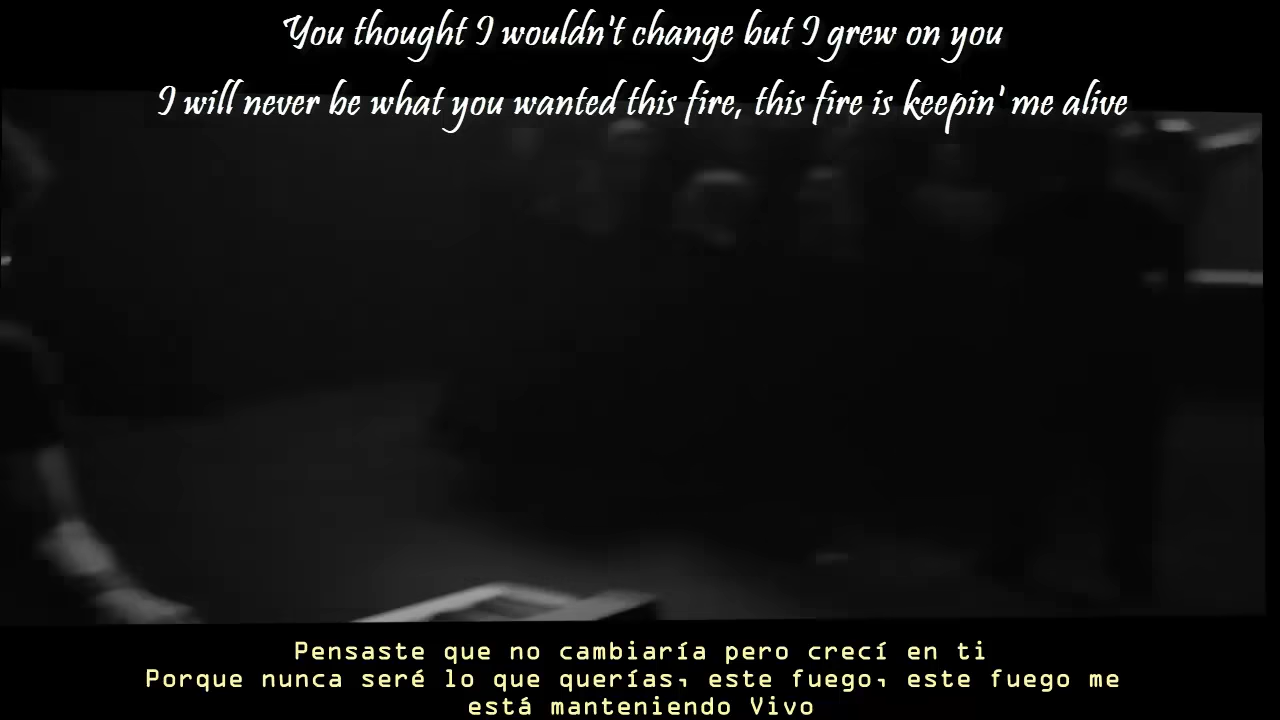 You thought I wouldn't change but I grew on you
I will never be what you wanted this fire, this fire is keepin' me alive
Pensaste que no cambiaría pero crecí en ti
Porque nunca seré lo que querías, este fuego, este fuego me
está manteniendo Vivo